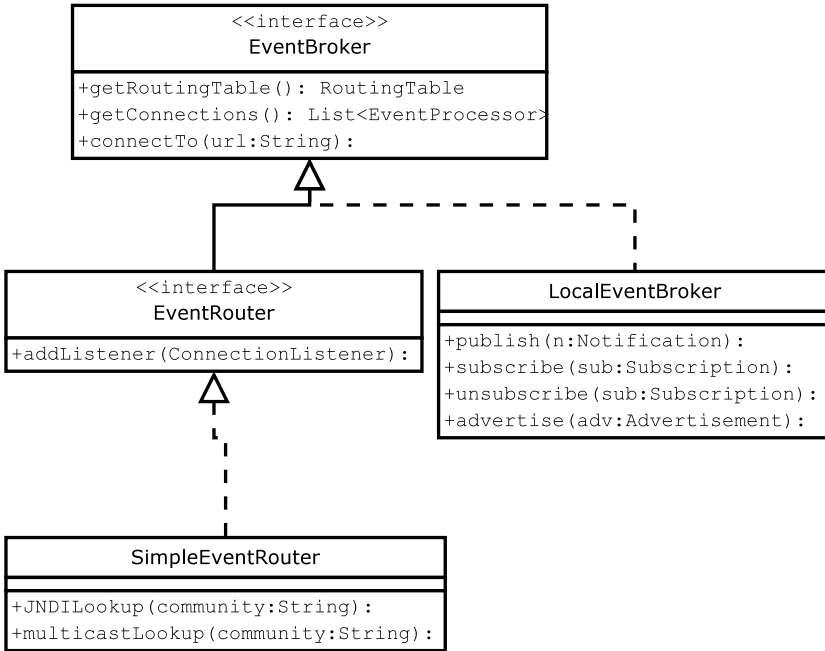 <<interface>>
EventBroker
+getRoutingTable(): RoutingTable
+getConnections(): List<EventProcessor>
+connectTo(url:String):
<<interface>>
EventRouter
+addListener(ConnectionListener):
LocalEventBroker
+publish(n:Notification):
+subscribe(sub:Subscription):
+unsubscribe(sub:Subscription):
+advertise(adv:Advertisement):
SimpleEventRouter
+JNDILookup(community:String):
+multicastLookup(community:String):